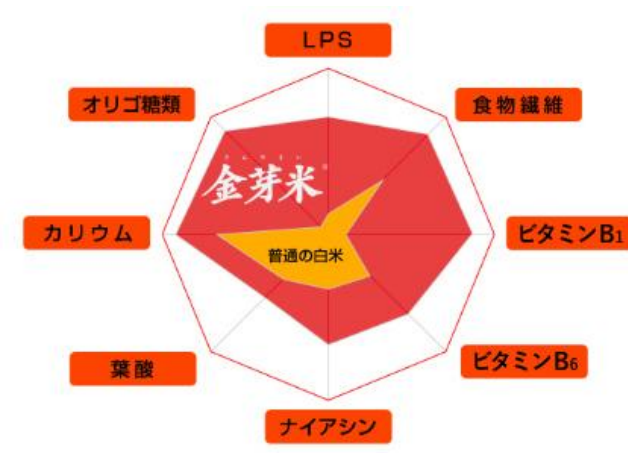 LPS
オリゴ糖類
食物繊維
金芽米®
カリウム
ビタミンB1
普通の白米
葉酸
ビタミンB6
ナイアシン